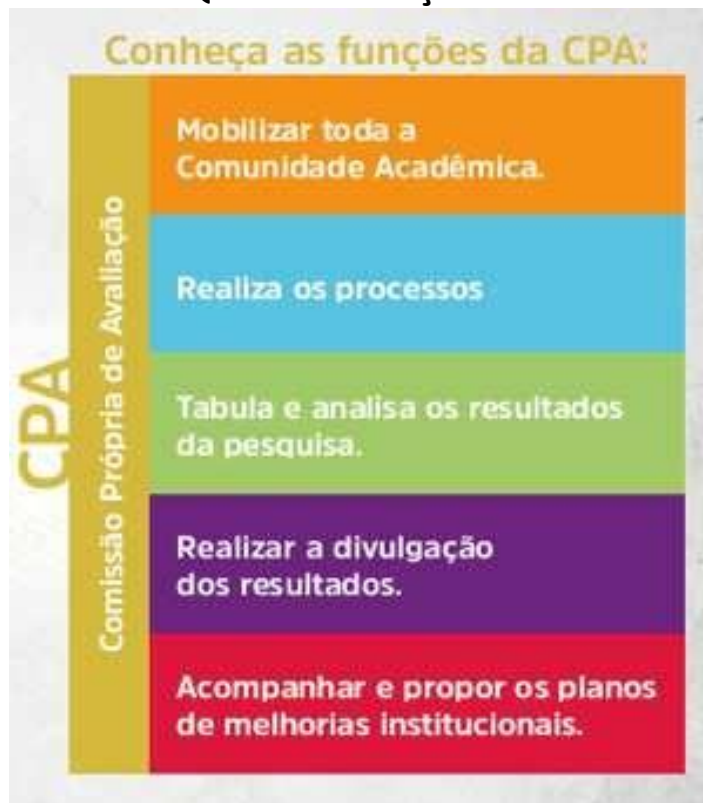 Conheça as funções da CPA:
CPA
Comissão Própria de Avaliação
Mobilizar toda a
Comunidade Acadêmica.
Realiza os processos
Tabula e analisa os resultados
da pesquisa.
Realizar a divulgação
dos resultados.
Acompanhar e propor os planos
de melhorias institucionais.